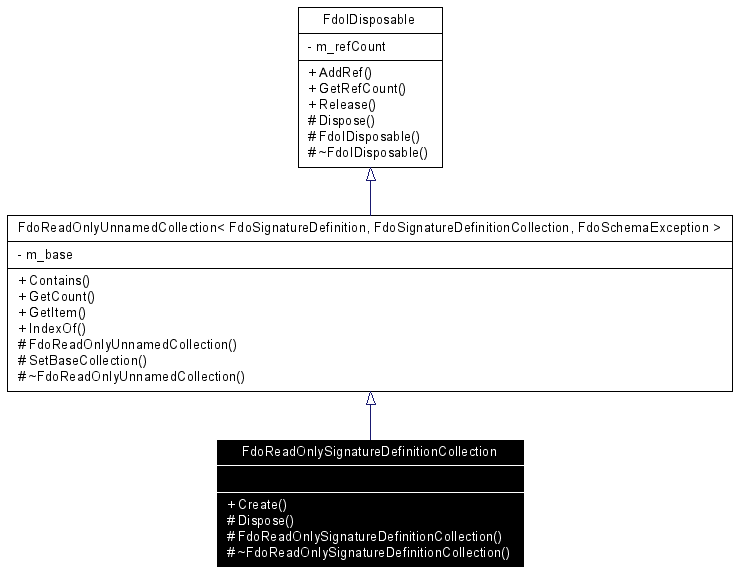 FdoIDisposable
- m_refCount
+ AddRef()
+ GetRefCount()
+ Release()
# Dispose()
# FdoIDisposable()
# ~FdoIDisposable()
FdoReadOnlyUnnamedCollection< FdoSignatureDefinition, FdoSignatureDefinitionCollection, FdoSchemaException >
- m_base
+ Contains()
+ GetCount()
+ GetItem()
+ IndexOf()
# FdoReadOnlyUnnamedCollection()
# SetBaseCollection()
# ~FdoReadOnlyUnnamedCollection()
FdoReadOnlySignatureDefinitionCollection
+ Create()
# Dispose()
# FdoReadOnlySignatureDefinitionCollection()
# ~FdoReadOnlySignatureDefinitionCollection()